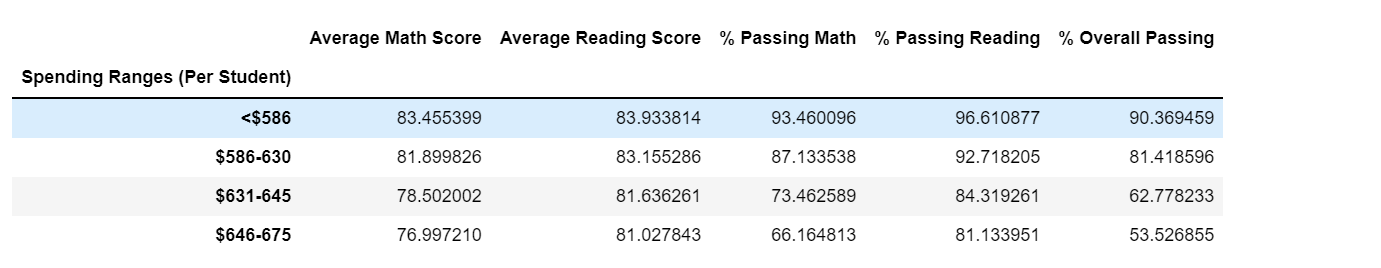 Average Math Score Average Reading Score % Passing Math % Passing Reading % Overall Passing
Spending Ranges (Per Student)
<$586 83.455399 83.933814 93.460096 96.610877 90.369459
$586-630 81.899826 83.155286 87.133538 92.718205 81.418596
$631-645 78.502002 81.636261 73.462589 84.319261 62.778233
$646-675 76.997210 81.027843 66.164813 81.133951 53.526855